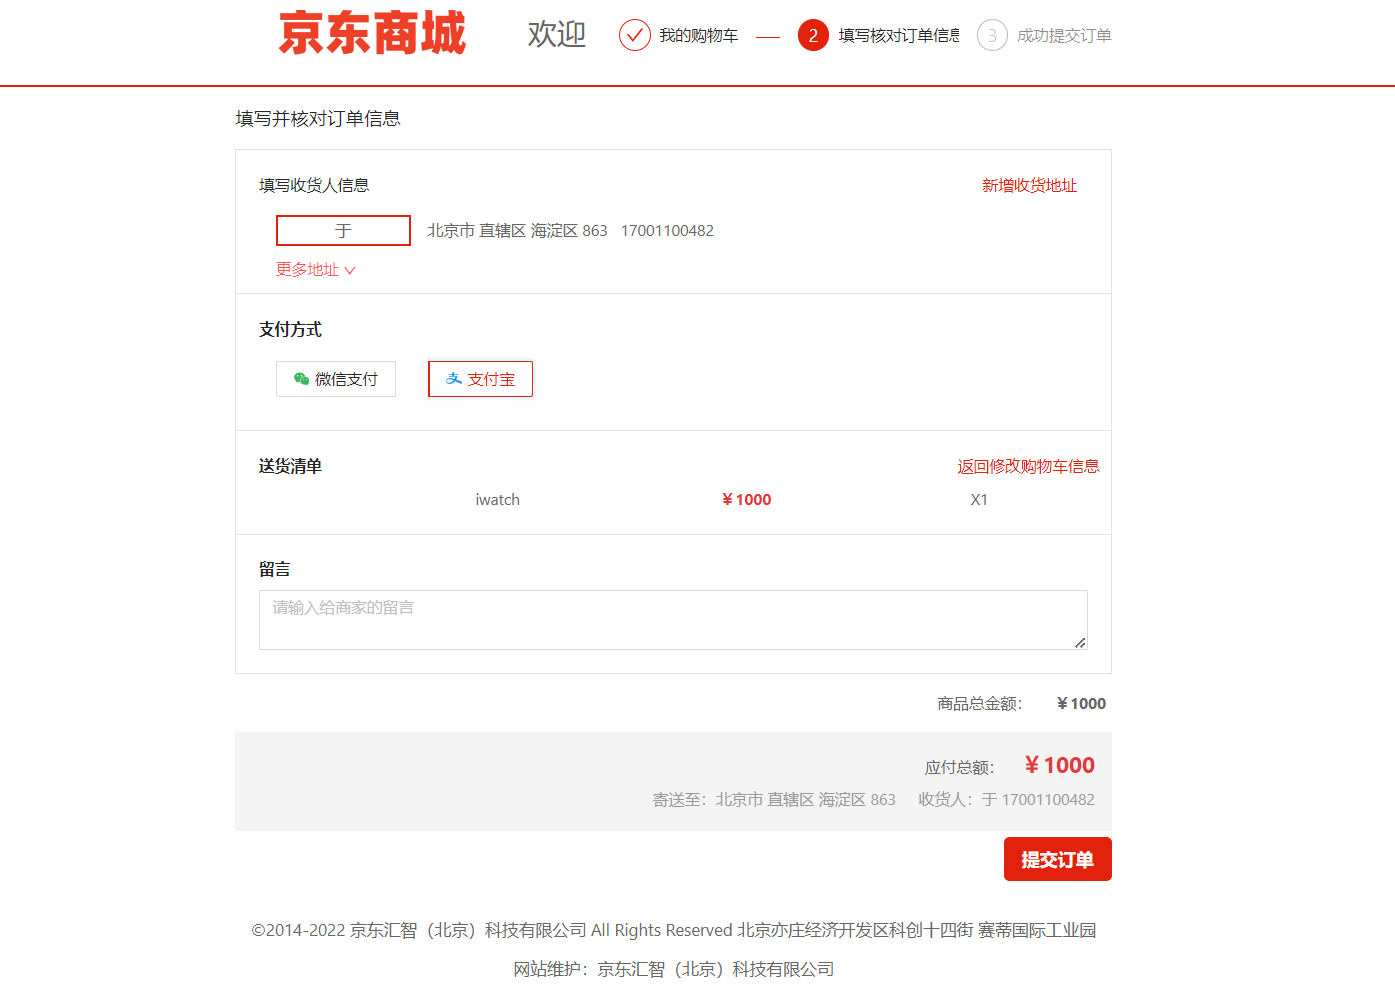 京东商城 欢迎 我的购物车 2 填写核对订单信息 3 成功提交订单
填写并核对订单信息
填写收货人信息 新增收货地址
于 北京市 直辖区 海淀区 863 17001100482
更多地址
支付方式
微信支付 支付宝
送货清单 返回修改购物车信息
iwatch ￥1000 X1
留言
请输入给商家的留言
商品总金额： ￥1000
应付总额： ￥1000
寄送至：北京市 直辖区 海淀区 863 收货人：于 17001100482
提交订单
©2014-2022 京东汇智（北京）科技有限公司 All Rights Reserved 北京亦庄经济开发区科创十四街 赛蒂国际工业园
网站维护：京东汇智（北京）科技有限公司